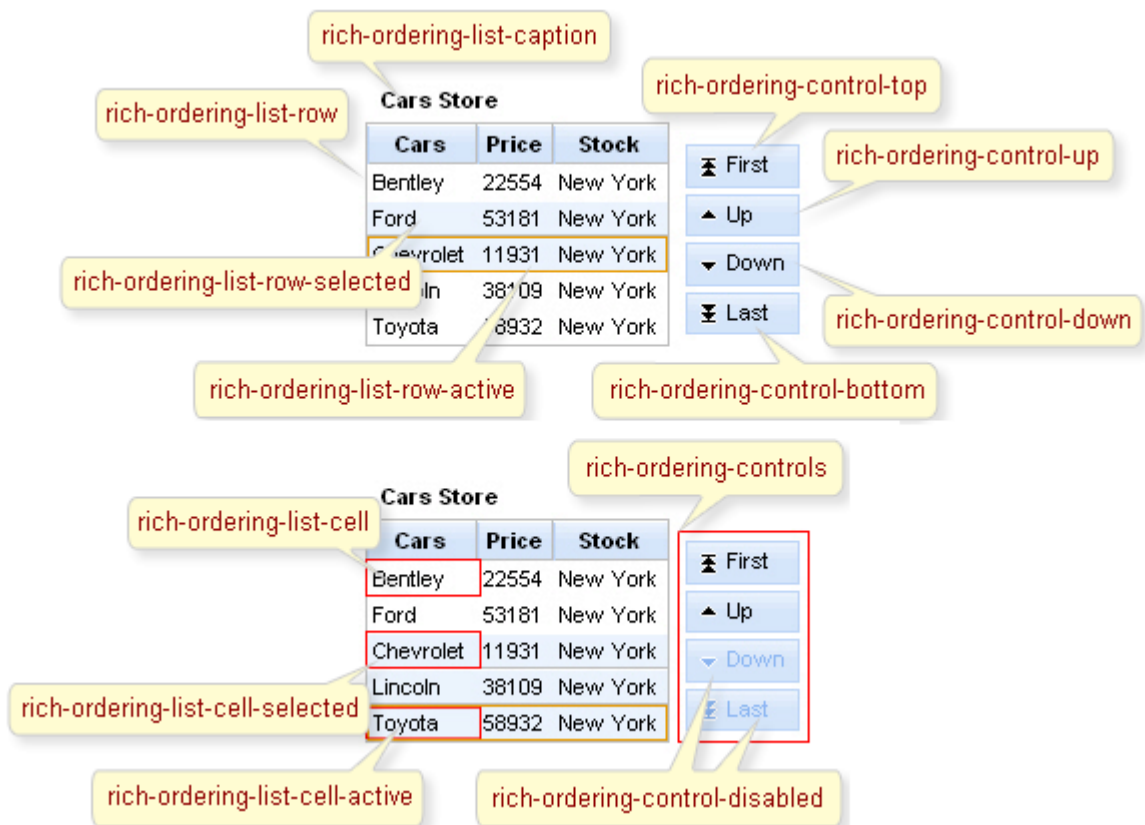 rich-ordering-list-caption
rich-ordering-control-top
rich-ordering-list-row
Cars Store
rich-ordering-control-up
Cars Price Stock
First
Bentley 22554 New York
Up
Ford 53181 New York
Chevrolet 11931 New York
Down
rich-ordering-list-row-selected
38109 New York
Last
rich-ordering-control-down
Toyota New York
rich-ordering-list-row-active
rich-ordering-control-bottom
rich-ordering-controls
Cars Store
rich-ordering-list-cell
Cars Price Stock
First
Bentley 22554 New York
Ford 53181 New York
Up
Chevrolet 11931 New York
Down
Lincoln 38109 New York
rich-ordering-list-cell-selected
Toyota 58932 New York
Last
rich-ordering-list-cell-active
rich-ordering-control-disabled